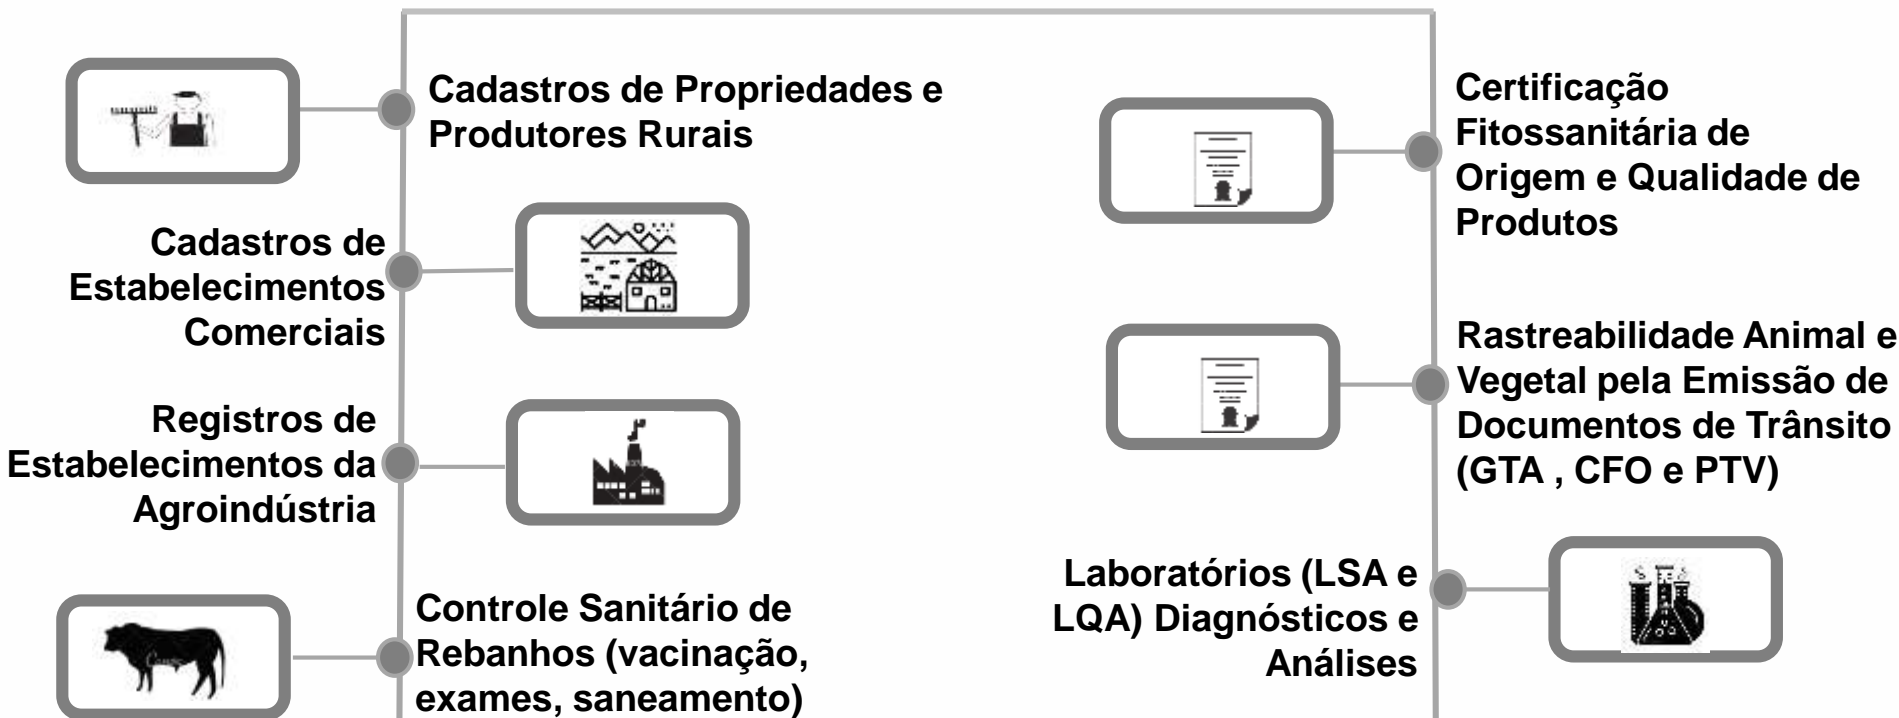 Cadastros de Propriedades e
Produtores Rurais
Cadastros de
Estabelecimentos
Comerciais
Registros de
Estabelecimentos da
Agroindústria
Controle Sanitário de
Rebanhos (vacinação,
exames, saneamento)
Certificação
Fitossanitária de
Origem e Qualidade de
Produtos
Rastreabilidade Animal e
Vegetal pela Emissão de
Documentos de Trânsito
(GTA , CFO e PTV)
Laboratórios (LSA e
LQA) Diagnósticos e
Análises